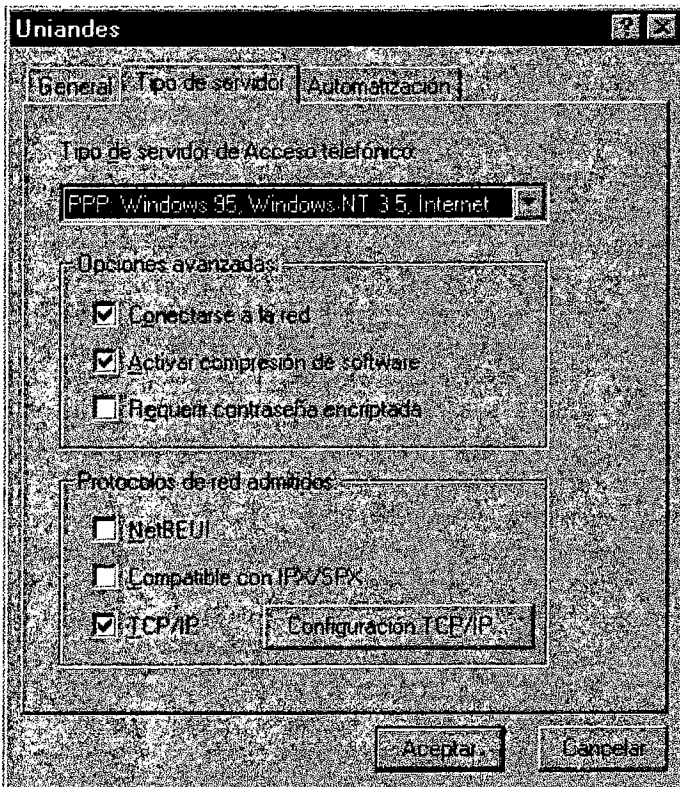 Uniandes
General Tipo de servidor Automatización
Tipo de servidor de Acceso telefónico:
PPP: Windows 95, Windows NT 3.5, Internet
Opciones avanzadas:
Conectarse a la red
Activar compresión de software
Requerir contraseña encriptada
Protocolos de red admitidos:
NetBEUI
Compatible con IPX/SPX
TCP/IP Configuración TCP/IP...
Aceptar Cancelar